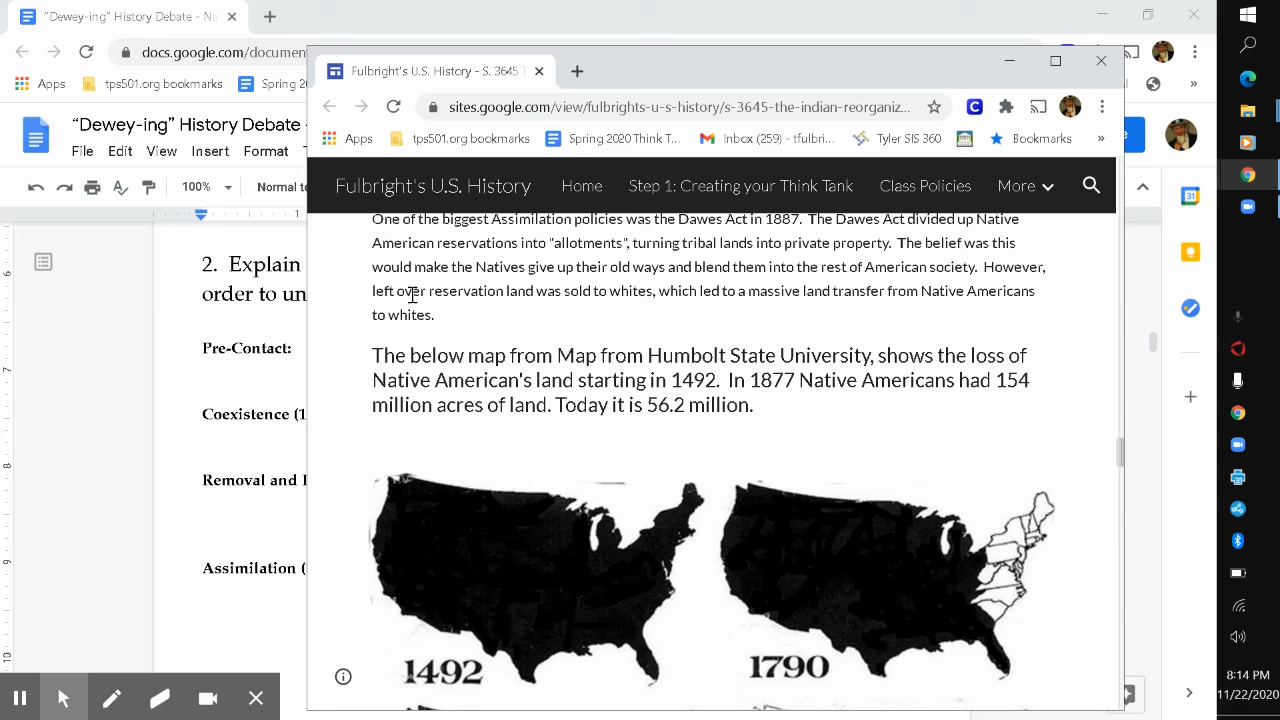 "Dewey-ing" History Debate - Na
docs.google.com/documen
Apps
tps501.org bookmarks
Spring 20
"Dewey-ing" History Debate -
File Edit View Insert Format
100%
Normal t
1
2. Explain
order to un
Pre-Contact:
Coexistence (1
Removal and
Assimilation (
6
7
8
9
10
Fulbright's U.S. History - S. 3645 T
sites.google.com/view/fulbrights-u-s-history/s-3645-the-indian-reorganiz...
Apps
tps501.org bookmarks
Spring 2020 Think T...
Inbox (259) - tfulbri...
Tyler SIS 360
Bookmarks
»
»
Fulbright's U.S. History
Home
Step 1: Creating your Think Tank
Class Policies
More
One of the biggest Assimilation policies was the Dawes Act in 1887. The Dawes Act divided up Native
American reservations into "allotments", turning tribal lands into private property. The belief was this
would make the Natives give up their old ways and blend them into the rest of American society. However,
left over reservation land was sold to whites, which led to a massive land transfer from Native Americans
to whites.
The below map from Map from Humbolt State University, shows the loss of
Native American's land starting in 1492. In 1877 Native Americans had 154
million acres of land. Today it is 56.2 million.
1492
1790
31
8:14 PM
11/22/2020